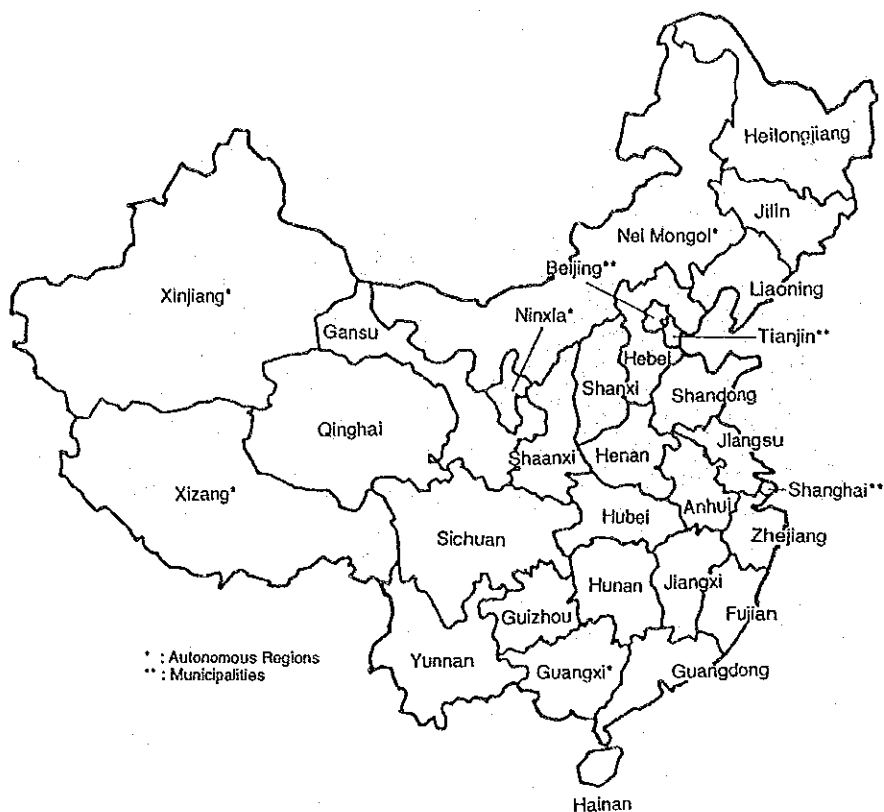 Heilongjiang
Jilin
Nei Mongol*
Beijing**
Liaoning
Xinjiang*
Ninxia*
Gansu
Tianjin**
Hebei
Shanxi
Shandong
Qinghai
Jiangsu
Shaanxi
Henan
Xizang*
Shanghai**
Anhui
Hubei
Zhejiang
Sichuan
Hunan
Jiangxi
Guizhou
Fujian
* : Autonomous Regions
Yunnan
** : Municipalities
Guangxi*
Guangdong
Hainan